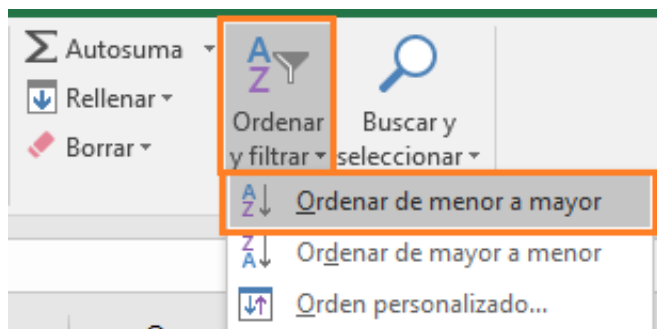 Autosuma
Rellenar
Borrar
Ordenar
y filtrar
Buscar y
seleccionar
Ordenar de menor a mayor
Ordenar de mayor a menor
Orden personalizado...